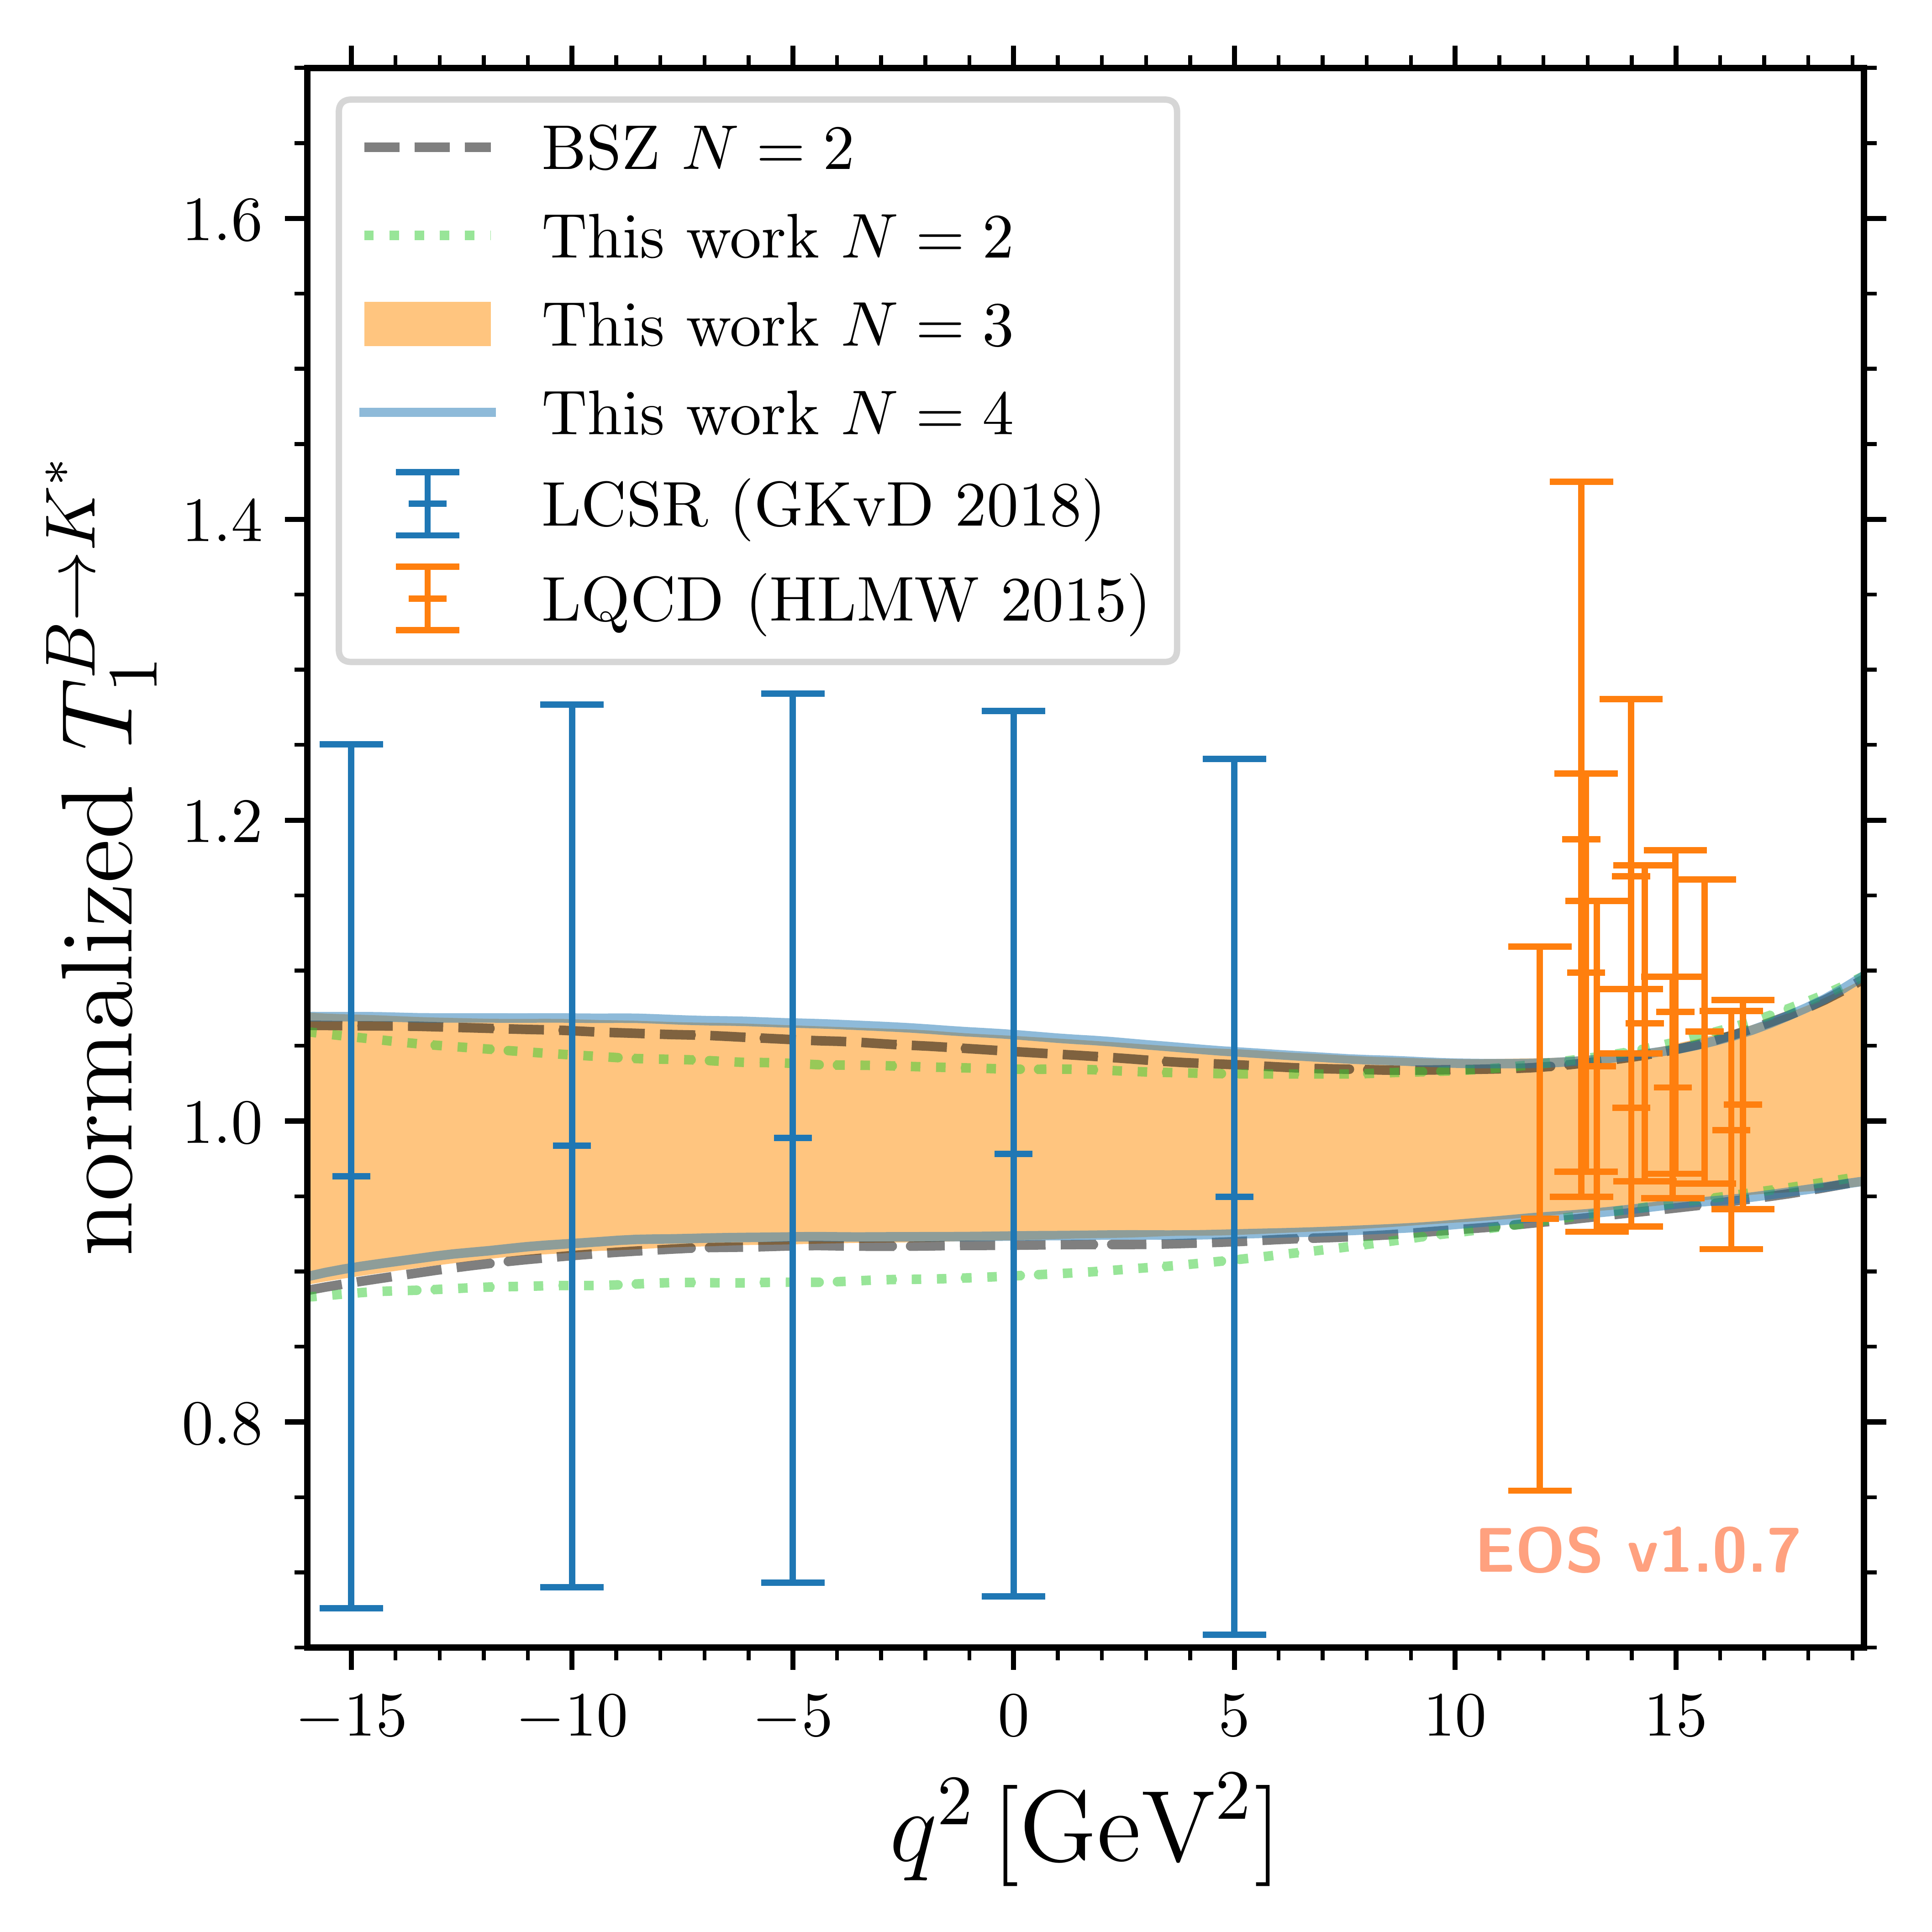 BSZ N = 2
This work N = 2
This work N = 3
This work N = 4
LCSR (GKvD 2018)
LQCD (HLMW 2015)
normalized T₁^{B→K*}
1.6
1.4
1.2
1.0
0.8
EOS v1.0.7
−15 −10 −5 0 5 10 15
q² [GeV²]